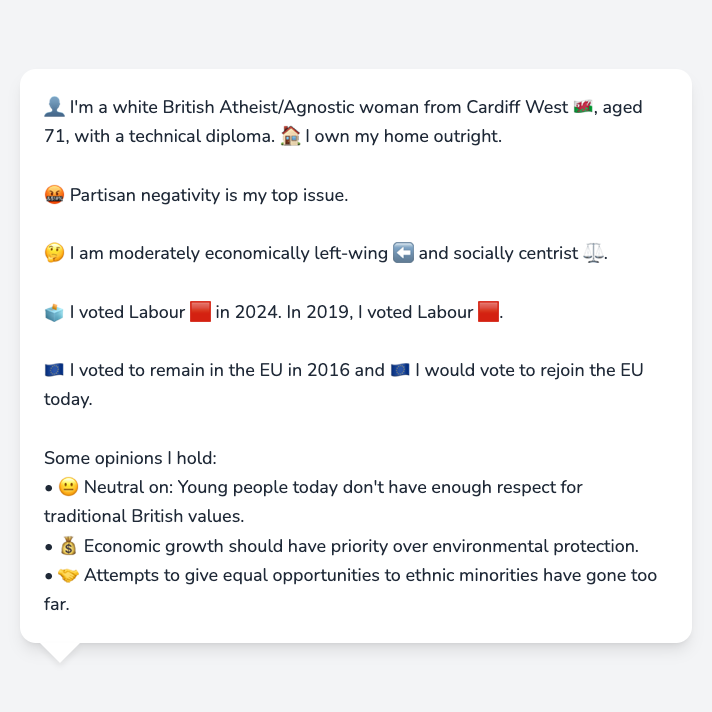 👤 I'm a white British Atheist/Agnostic woman from Cardiff West 🏴󠁧󠁢󠁷󠁬󠁳󠁿, aged
71, with a technical diploma. 🏠 I own my home outright.
🤬 Partisan negativity is my top issue.
🤔 I am moderately economically left-wing ⬅️ and socially centrist ⚖️.
🗳️ I voted Labour 🟥 in 2024. In 2019, I voted Labour 🟥.
🇪🇺 I voted to remain in the EU in 2016 and 🇪🇺 I would vote to rejoin the EU
today.
Some opinions I hold:
• 😐 Neutral on: Young people today don't have enough respect for
traditional British values.
• 💰 Economic growth should have priority over environmental protection.
• 🤝 Attempts to give equal opportunities to ethnic minorities have gone too
far.